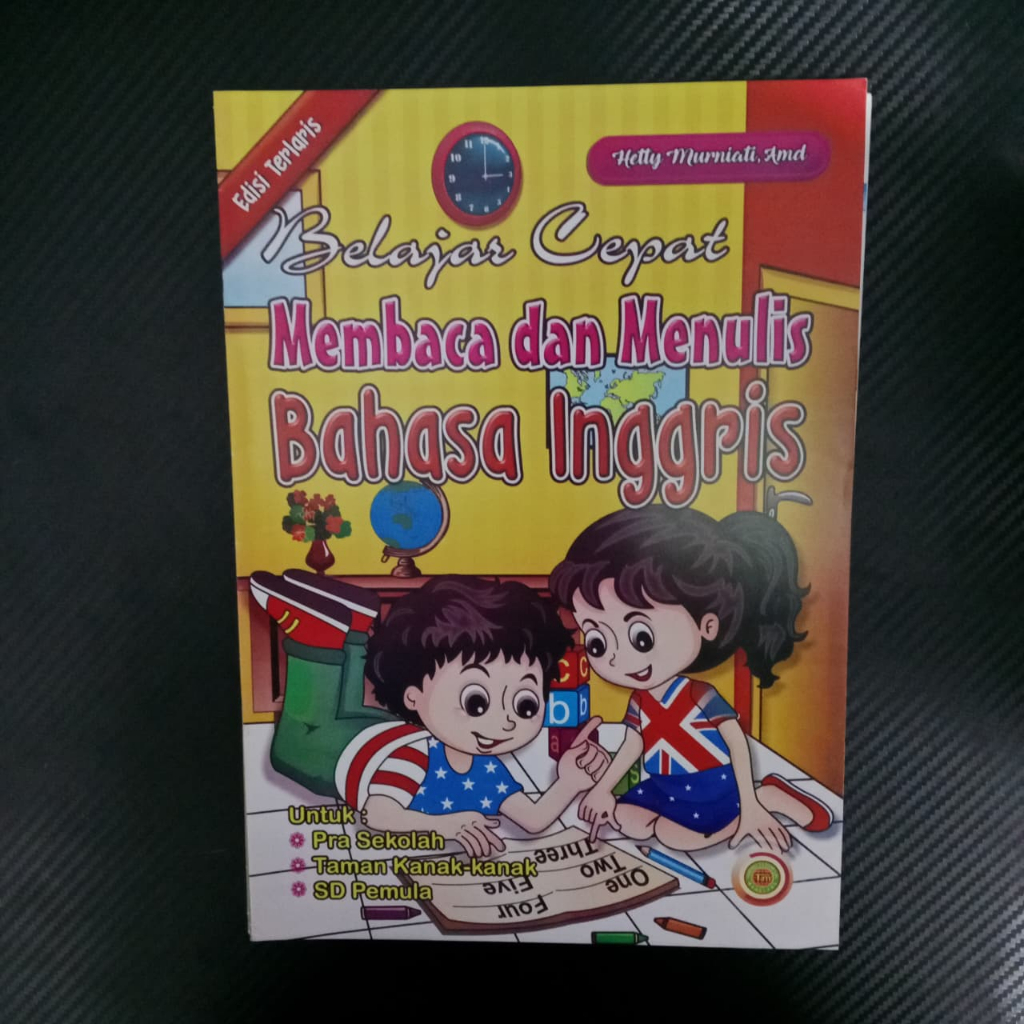 Edisi Terlaris
Hetty Murniati, Amd
Belajar Cepat
Membaca dan Menulis
Bahasa Inggris
Untuk :
Pra Sekolah
Taman Kanak-kanak
SD Pemula
One
Two
Three
Four
Five
C
C
b
b
a